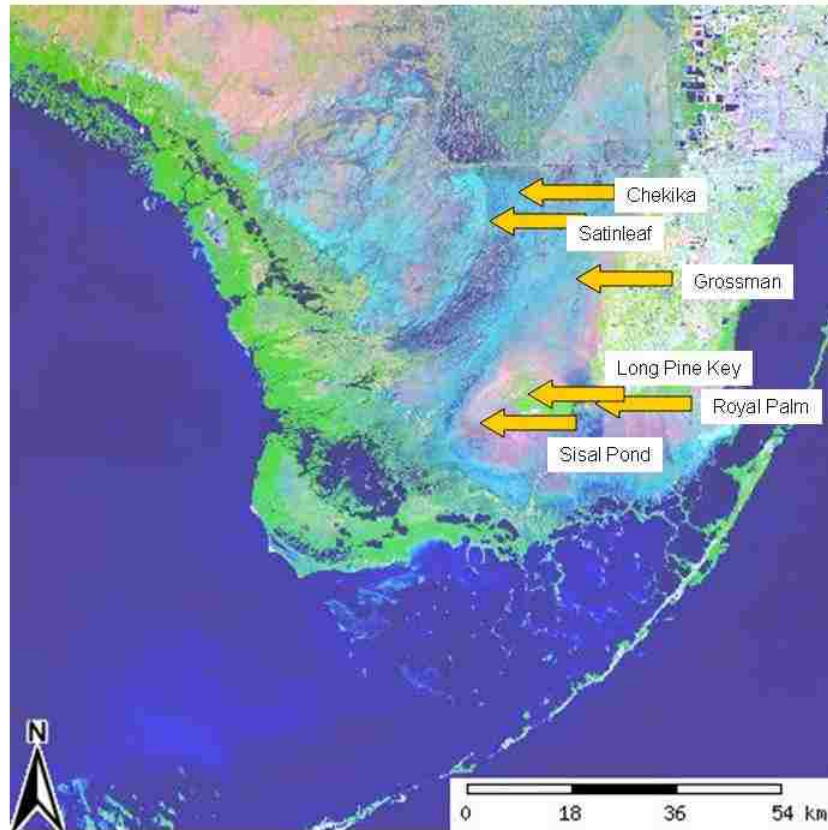 Chekika
Satinleaf
Grossman
Long Pine Key
Royal Palm
Sisal Pond
N
0 18 36 54 km